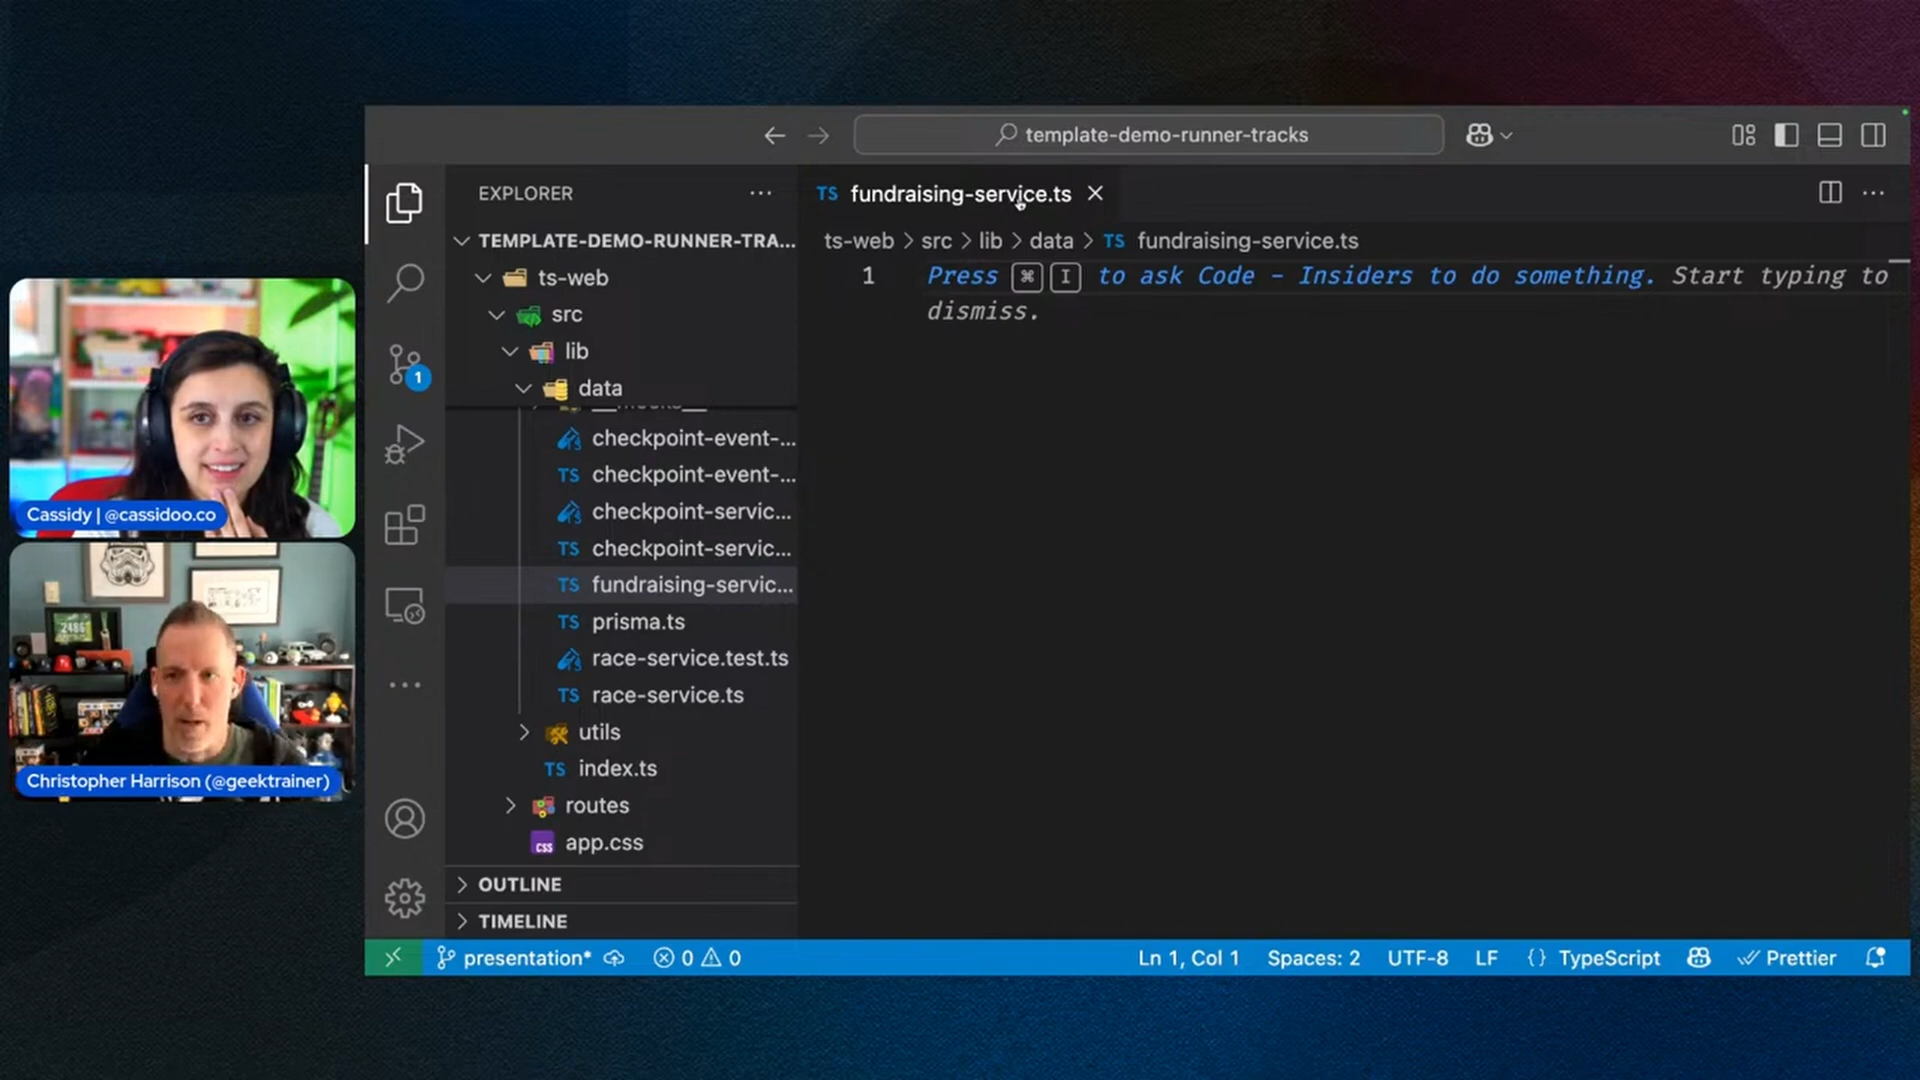 template-demo-runner-tracks
EXPLORER
TEMPLATE-DEMO-RUNNER-TRA...
ts-web
src
lib
data
__mocks__
checkpoint-event-...
TS checkpoint-event-...
checkpoint-servic...
TS checkpoint-servic...
TS fundraising-servic...
TS prisma.ts
race-service.test.ts
TS race-service.ts
utils
TS index.ts
routes
css app.css
OUTLINE
TIMELINE
1
TS fundraising-service.ts
ts-web > src > lib > data > TS fundraising-service.ts
1 Press ⌘ I to ask Code - Insiders to do something. Start typing to
dismiss.
Cassidy | @cassidoo.co
2486
Christopher Harrison (@geektrainer)
presentation* 0 0 Ln 1, Col 1 Spaces: 2 UTF-8 LF {} TypeScript Prettier